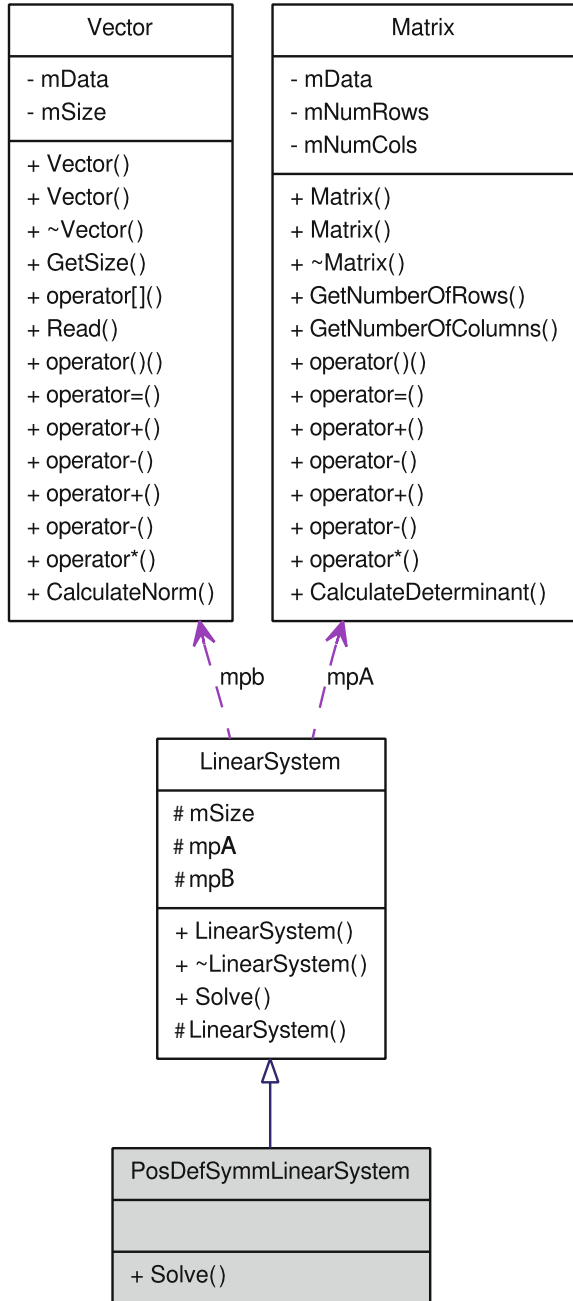 Vector
- mData
- mSize
+ Vector()
+ Vector()
+ ~Vector()
+ GetSize()
+ operator[]()
+ Read()
+ operator()()
+ operator=()
+ operator+()
+ operator-()
+ operator+()
+ operator-()
+ operator*()
+ CalculateNorm()
Matrix
- mData
- mNumRows
- mNumCols
+ Matrix()
+ Matrix()
+ ~Matrix()
+ GetNumberOfRows()
+ GetNumberOfColumns()
+ operator()()
+ operator=()
+ operator+()
+ operator-()
+ operator+()
+ operator-()
+ operator*()
+ CalculateDeterminant()
mpb
mpA
LinearSystem
# mSize
# mpA
# mpB
+ LinearSystem()
+ ~LinearSystem()
+ Solve()
# LinearSystem()
PosDefSymmLinearSystem
+ Solve()